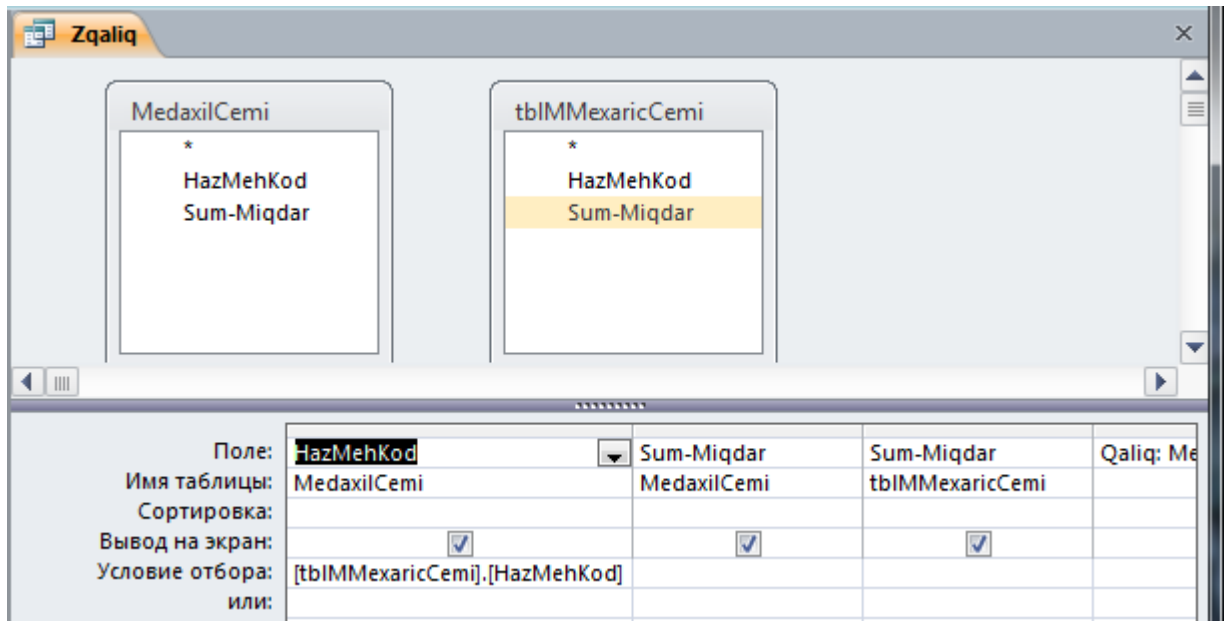 Zqaliq
MedaxilCemi
*
HazMehKod
Sum-Miqdar
tblMMexaricCemi
*
HazMehKod
Sum-Miqdar
Поле: HazMehKod Sum-Miqdar Sum-Miqdar Qaliq: Me
Имя таблицы: MedaxilCemi MedaxilCemi tblMMexaricCemi
Сортировка:
Вывод на экран:
Условие отбора: [tblMMexaricCemi].[HazMehKod]
или: